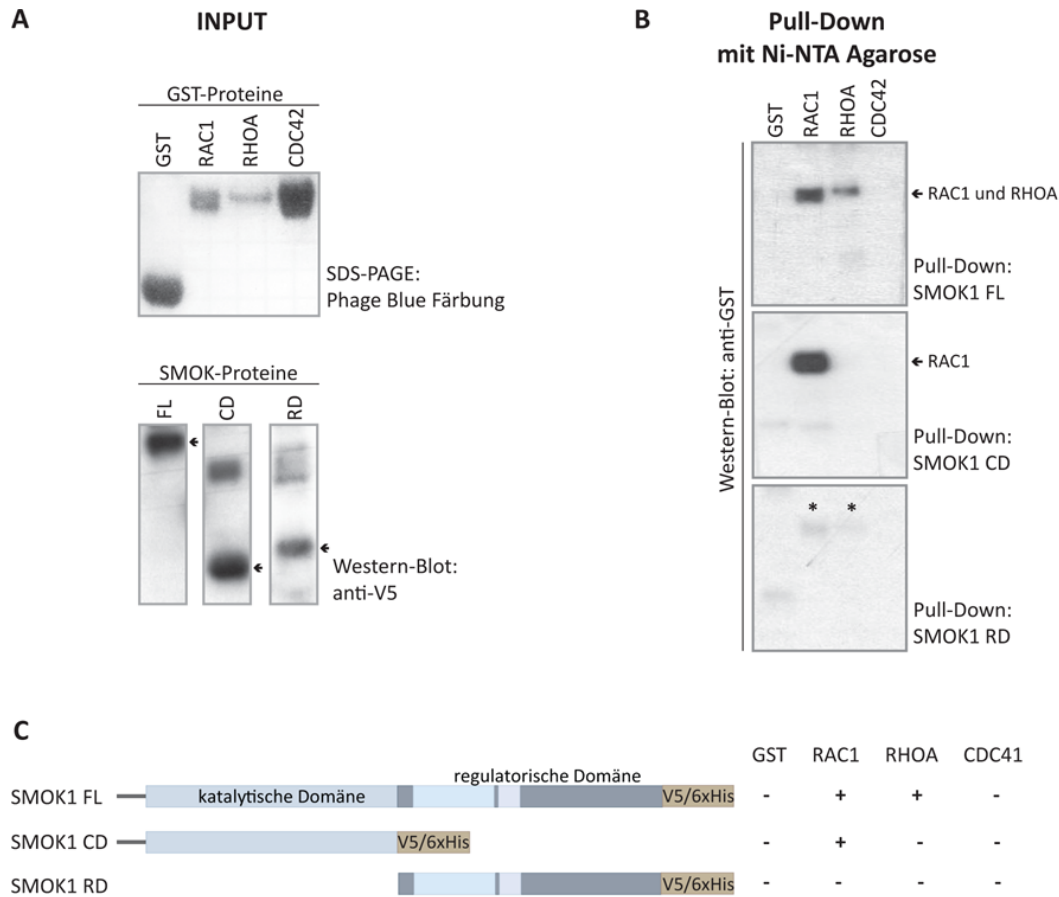 A
INPUT
GST-Proteine
GST
RAC1
RHOA
CDC42
SDS-PAGE:
Phage Blue Färbung
SMOK-Proteine
FL
CD
RD
Western-Blot:
anti-V5
B
Pull-Down
mit Ni-NTA Agarose
GST
RAC1
RHOA
CDC42
Western-Blot: anti-GST
RAC1 und RHOA
Pull-Down:
SMOK1 FL
RAC1
Pull-Down:
SMOK1 CD
* *
Pull-Down:
SMOK1 RD
C
GST RAC1 RHOA CDC41
regulatorische Domäne
SMOK1 FL katalytische Domäne V5/6xHis - + + -
SMOK1 CD V5/6xHis - + - -
SMOK1 RD V5/6xHis - - - -